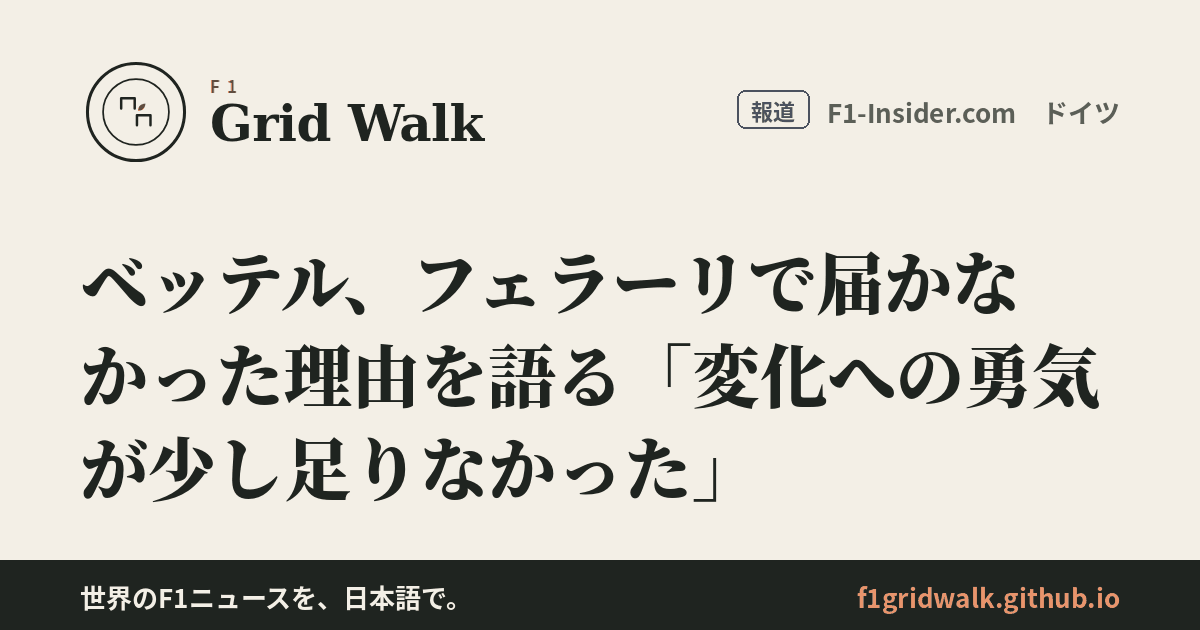 F1
Grid Walk
報道 F1-Insider.com ドイツ
ベッテル、フェラーリで届かな
かった理由を語る「変化への勇気
が少し足りなかった」
世界のF1ニュースを、日本語で。
f1gridwalk.github.io